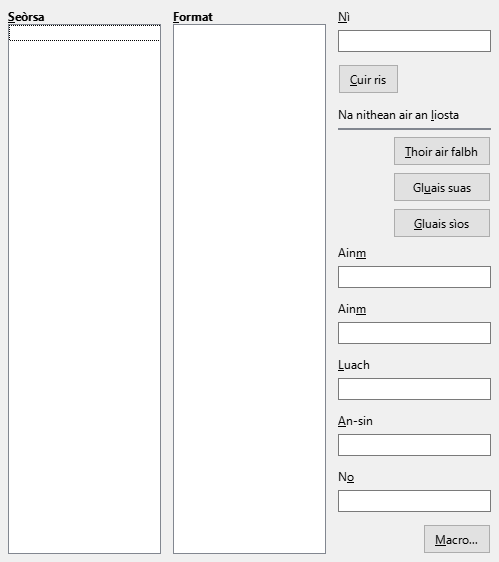 Seòrsa
Format
Nì
Cuir ris
Na nithean air an liosta
Thoir air falbh
Gluais suas
Gluais sìos
Ainm
Ainm
Luach
An-sin
No
Macro...